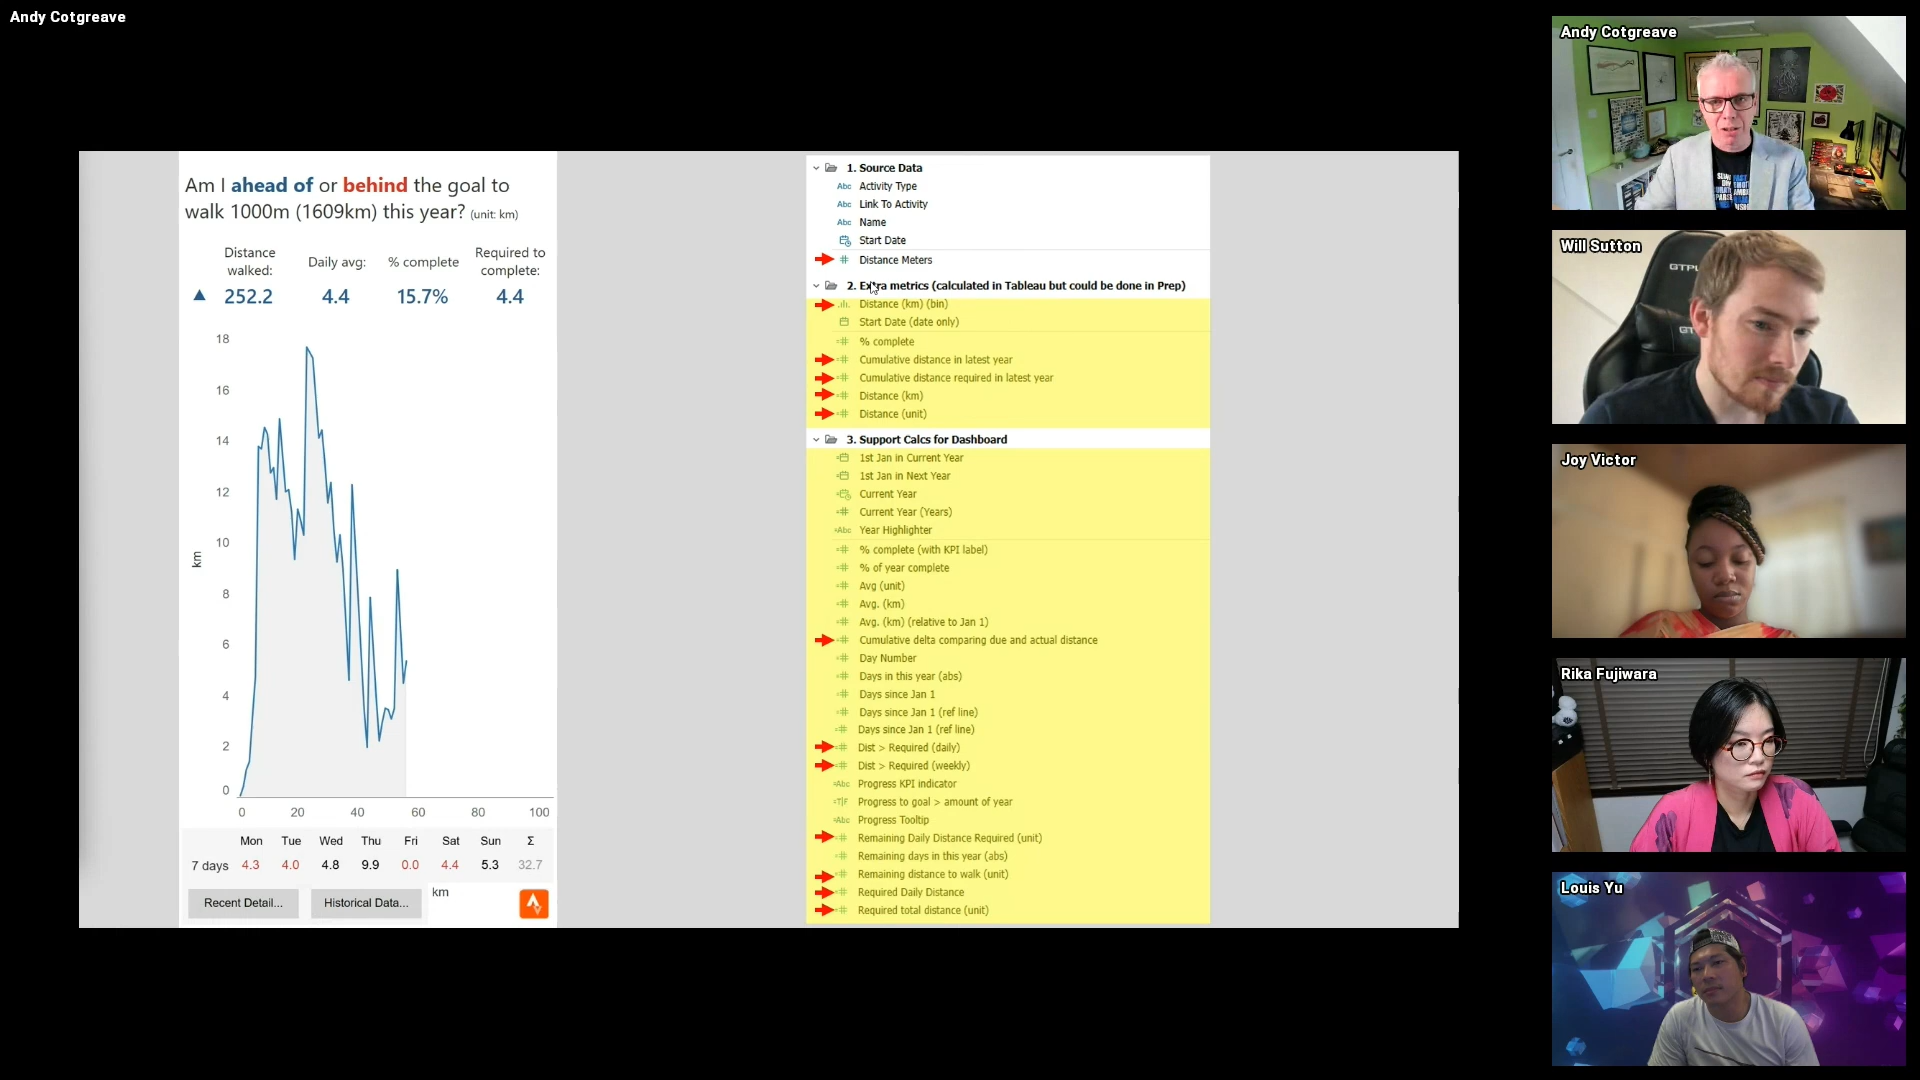 Andy Cotgreave
Am I ahead of or behind the goal to
walk 1000m (1609km) this year? (unit: km)
Distance walked:
Daily avg:
% complete
Required to complete:
▲ 252.2
4.4
15.7%
4.4
18
16
14
12
10
8
6
4
2
0
km
0 20 40 60 80 100
Mon Tue Wed Thu Fri Sat Sun Σ
7 days 4.3 4.0 4.8 9.9 0.0 4.4 5.3 32.7
km
Recent Detail...
Historical Data...
1. Source Data
Abc Activity Type
Abc Link To Activity
Abc Name
Start Date
# Distance Meters
2. Extra metrics (calculated in Tableau but could be done in Prep)
Distance (km) (bin)
Start Date (date only)
=# % complete
=# Cumulative distance in latest year
=# Cumulative distance required in latest year
=# Distance (km)
=# Distance (unit)
3. Support Calcs for Dashboard
1st Jan in Current Year
1st Jan in Next Year
Current Year
=# Current Year (Years)
=Abc Year Highlighter
=# % complete (with KPI label)
=# % of year complete
=# Avg (unit)
=# Avg. (km)
=# Avg. (km) (relative to Jan 1)
=# Cumulative delta comparing due and actual distance
=# Day Number
=# Days in this year (abs)
=# Days since Jan 1
=# Days since Jan 1 (ref line)
=# Days since Jan 1 (ref line)
=# Dist > Required (daily)
=# Dist > Required (weekly)
=Abc Progress KPI indicator
=T|F Progress to goal > amount of year
=Abc Progress Tooltip
=# Remaining Daily Distance Required (unit)
=# Remaining days in this year (abs)
=# Remaining distance to walk (unit)
=# Required Daily Distance
=# Required total distance (unit)
Andy Cotgreave
Will Sutton
Joy Victor
Rika Fujiwara
Louis Yu